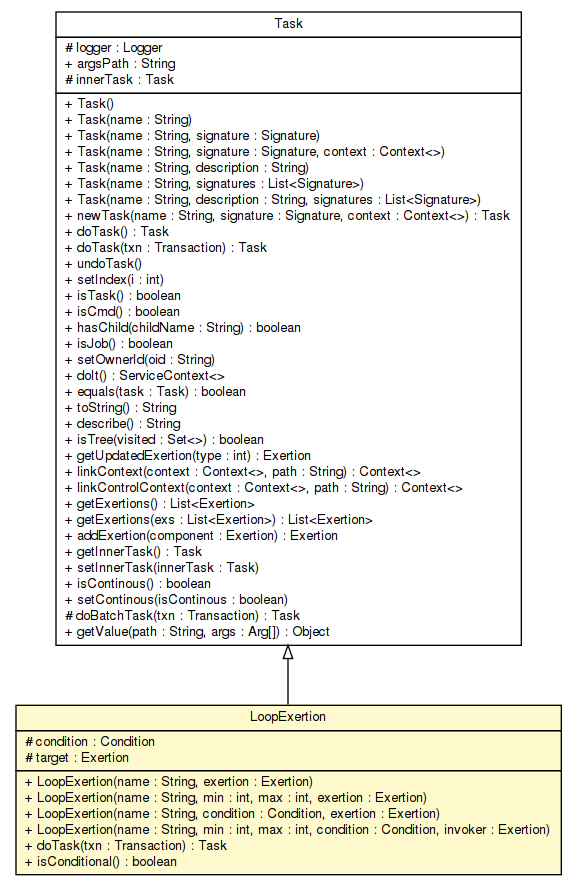 Task
# logger : Logger
+ argsPath : String
# innerTask : Task
+ Task()
+ Task(name : String)
+ Task(name : String, signature : Signature)
+ Task(name : String, signature : Signature, context : Context<>)
+ Task(name : String, description : String)
+ Task(name : String, signatures : List<Signature>)
+ Task(name : String, description : String, signatures : List<Signature>)
+ newTask(name : String, signature : Signature, context : Context<>) : Task
+ doTask() : Task
+ doTask(txn : Transaction) : Task
+ undoTask()
+ setIndex(i : int)
+ isTask() : boolean
+ isCmd() : boolean
+ hasChild(childName : String) : boolean
+ isJob() : boolean
+ setOwnerId(oid : String)
+ doIt() : ServiceContext<>
+ equals(task : Task) : boolean
+ toString() : String
+ describe() : String
+ isTree(visited : Set<>) : boolean
+ getUpdatedExertion(type : int) : Exertion
+ linkContext(context : Context<>, path : String) : Context<>
+ linkControlContext(context : Context<>, path : String) : Context<>
+ getExertions() : List<Exertion>
+ getExertions(exs : List<Exertion>) : List<Exertion>
+ addExertion(component : Exertion) : Exertion
+ getInnerTask() : Task
+ setInnerTask(innerTask : Task)
+ isContinous() : boolean
+ setContinous(isContinous : boolean)
# doBatchTask(txn : Transaction) : Task
+ getValue(path : String, args : Arg[]) : Object
LoopExertion
# condition : Condition
# target : Exertion
+ LoopExertion(name : String, exertion : Exertion)
+ LoopExertion(name : String, min : int, max : int, exertion : Exertion)
+ LoopExertion(name : String, condition : Condition, exertion : Exertion)
+ LoopExertion(name : String, min : int, max : int, condition : Condition, invoker : Exertion)
+ doTask(txn : Transaction) : Task
+ isConditional() : boolean